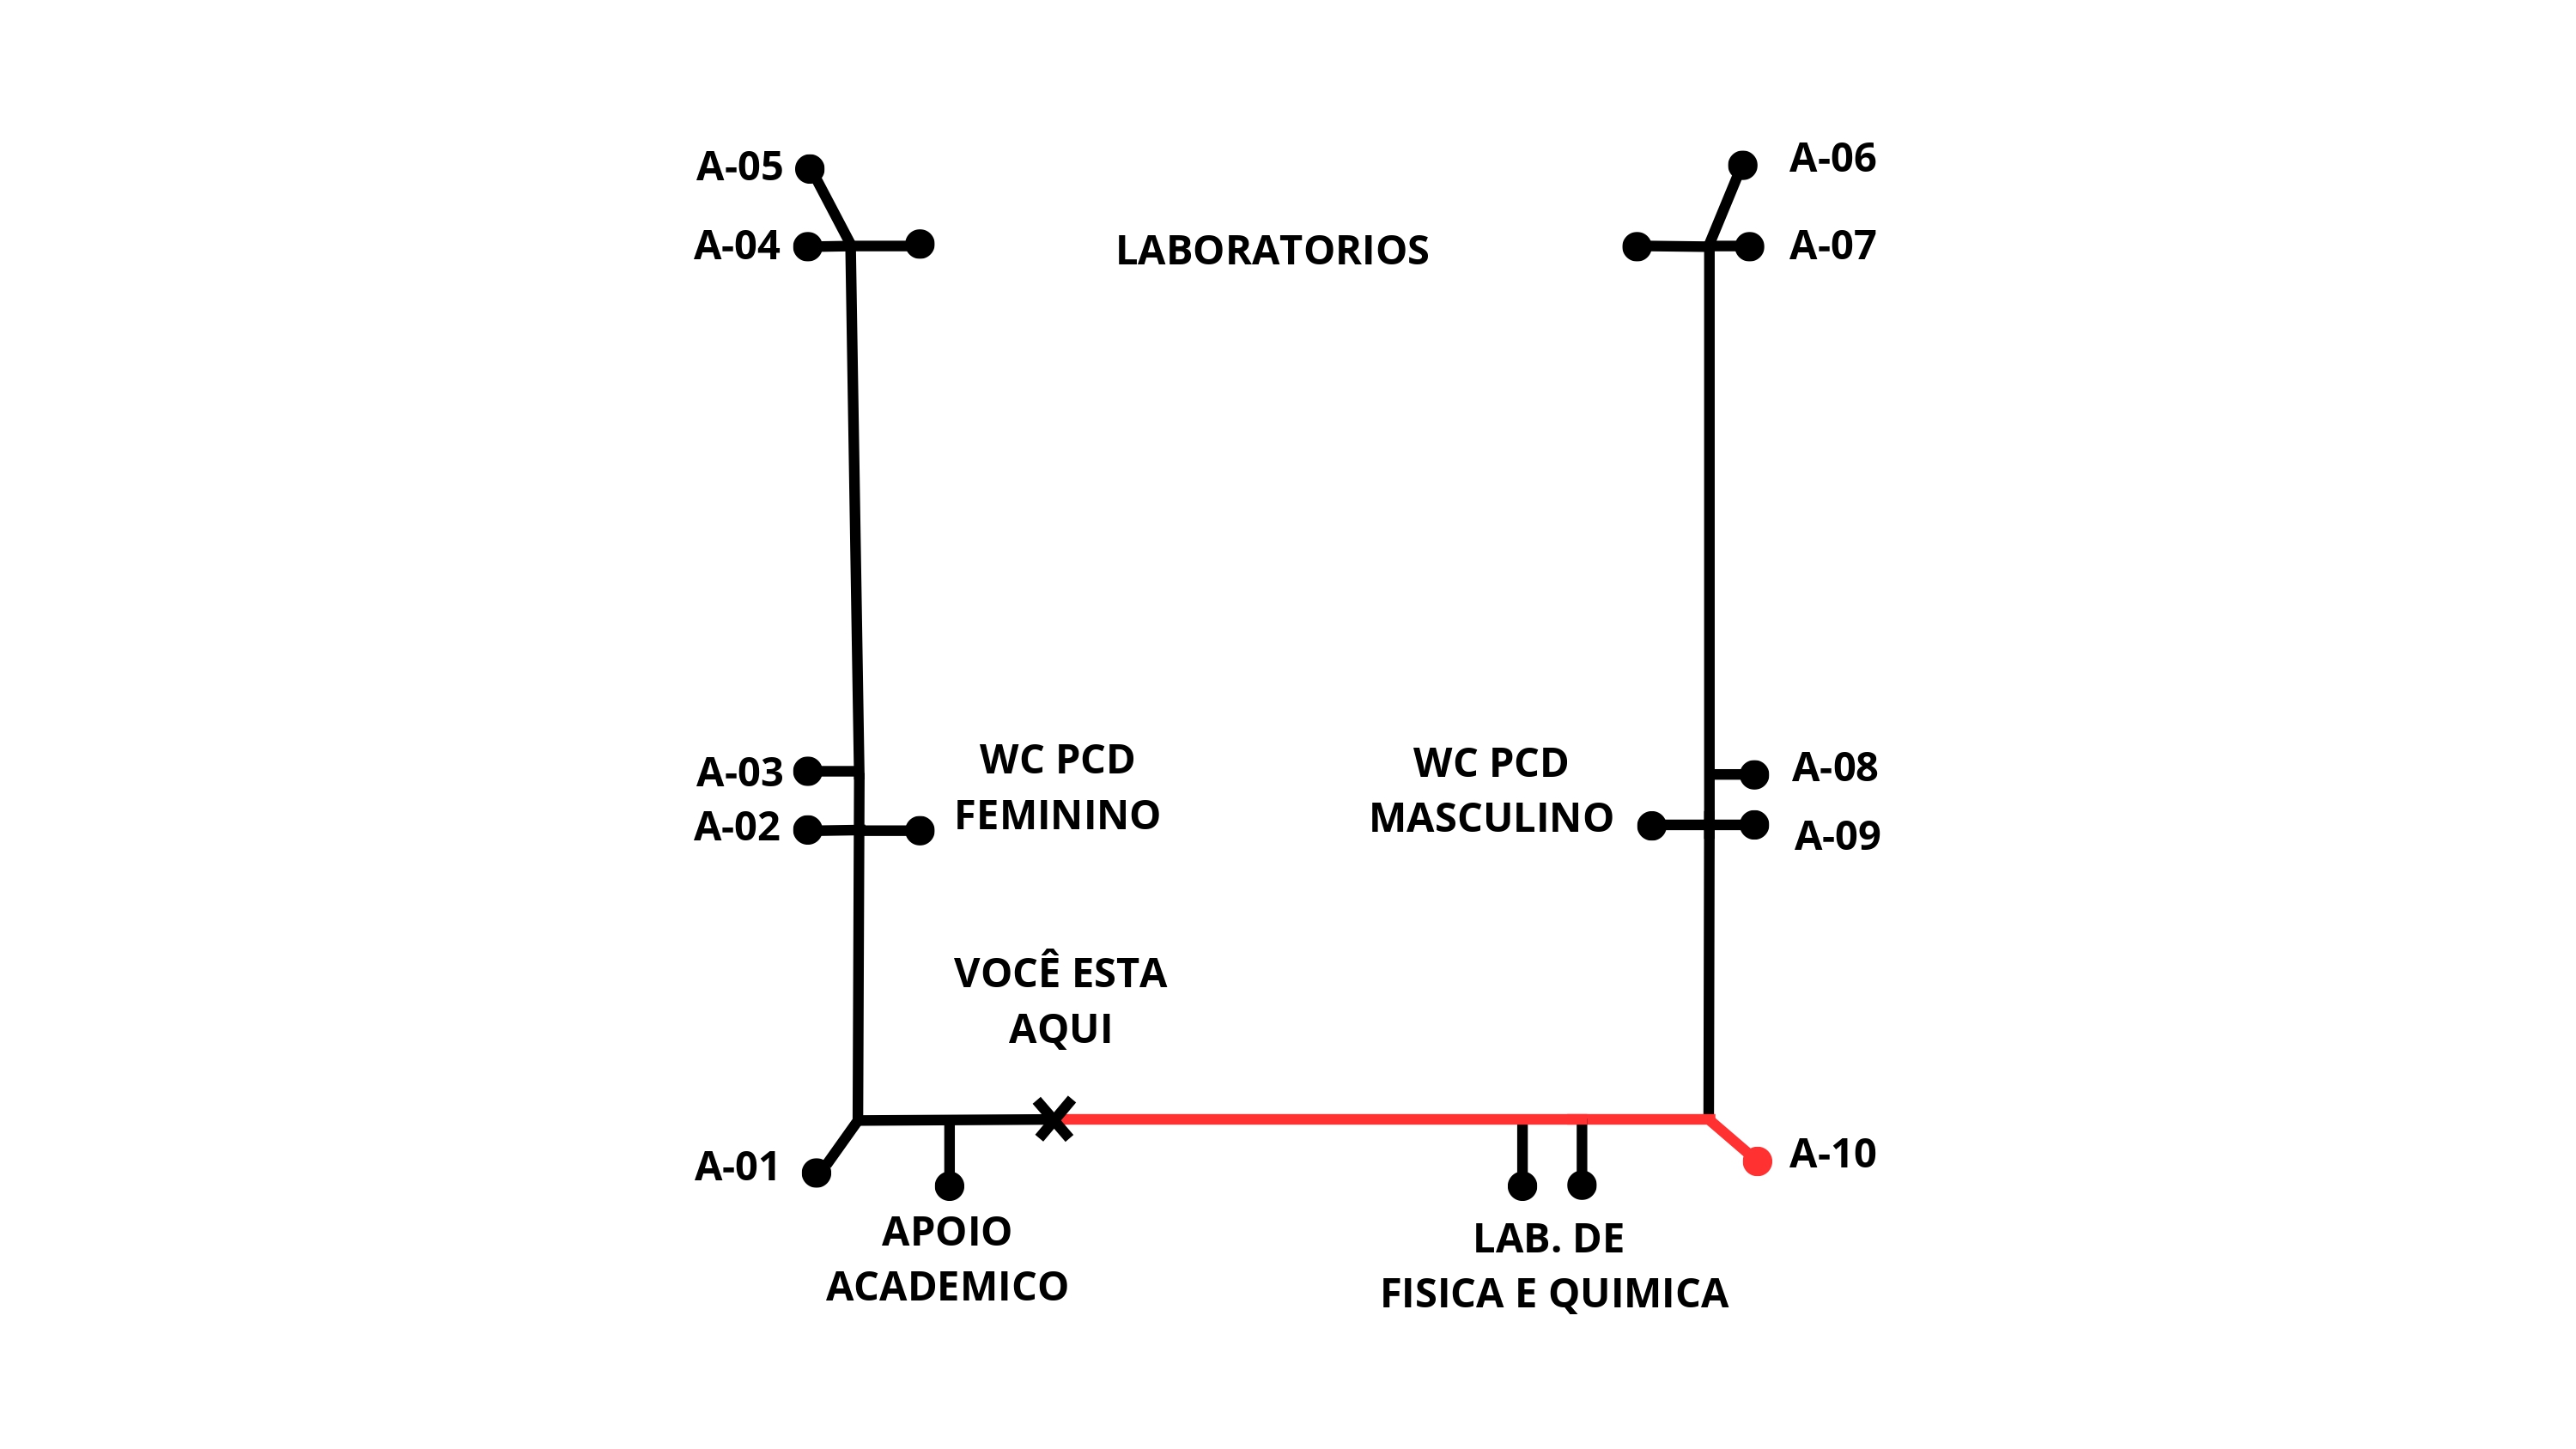 A-05
A-06
A-04
LABORATORIOS
A-07
A-03
WC PCD
FEMININO
WC PCD
MASCULINO
A-08
A-02
A-09
VOCÊ ESTA
AQUI
A-01
A-10
APOIO
ACADEMICO
LAB. DE
FISICA E QUIMICA